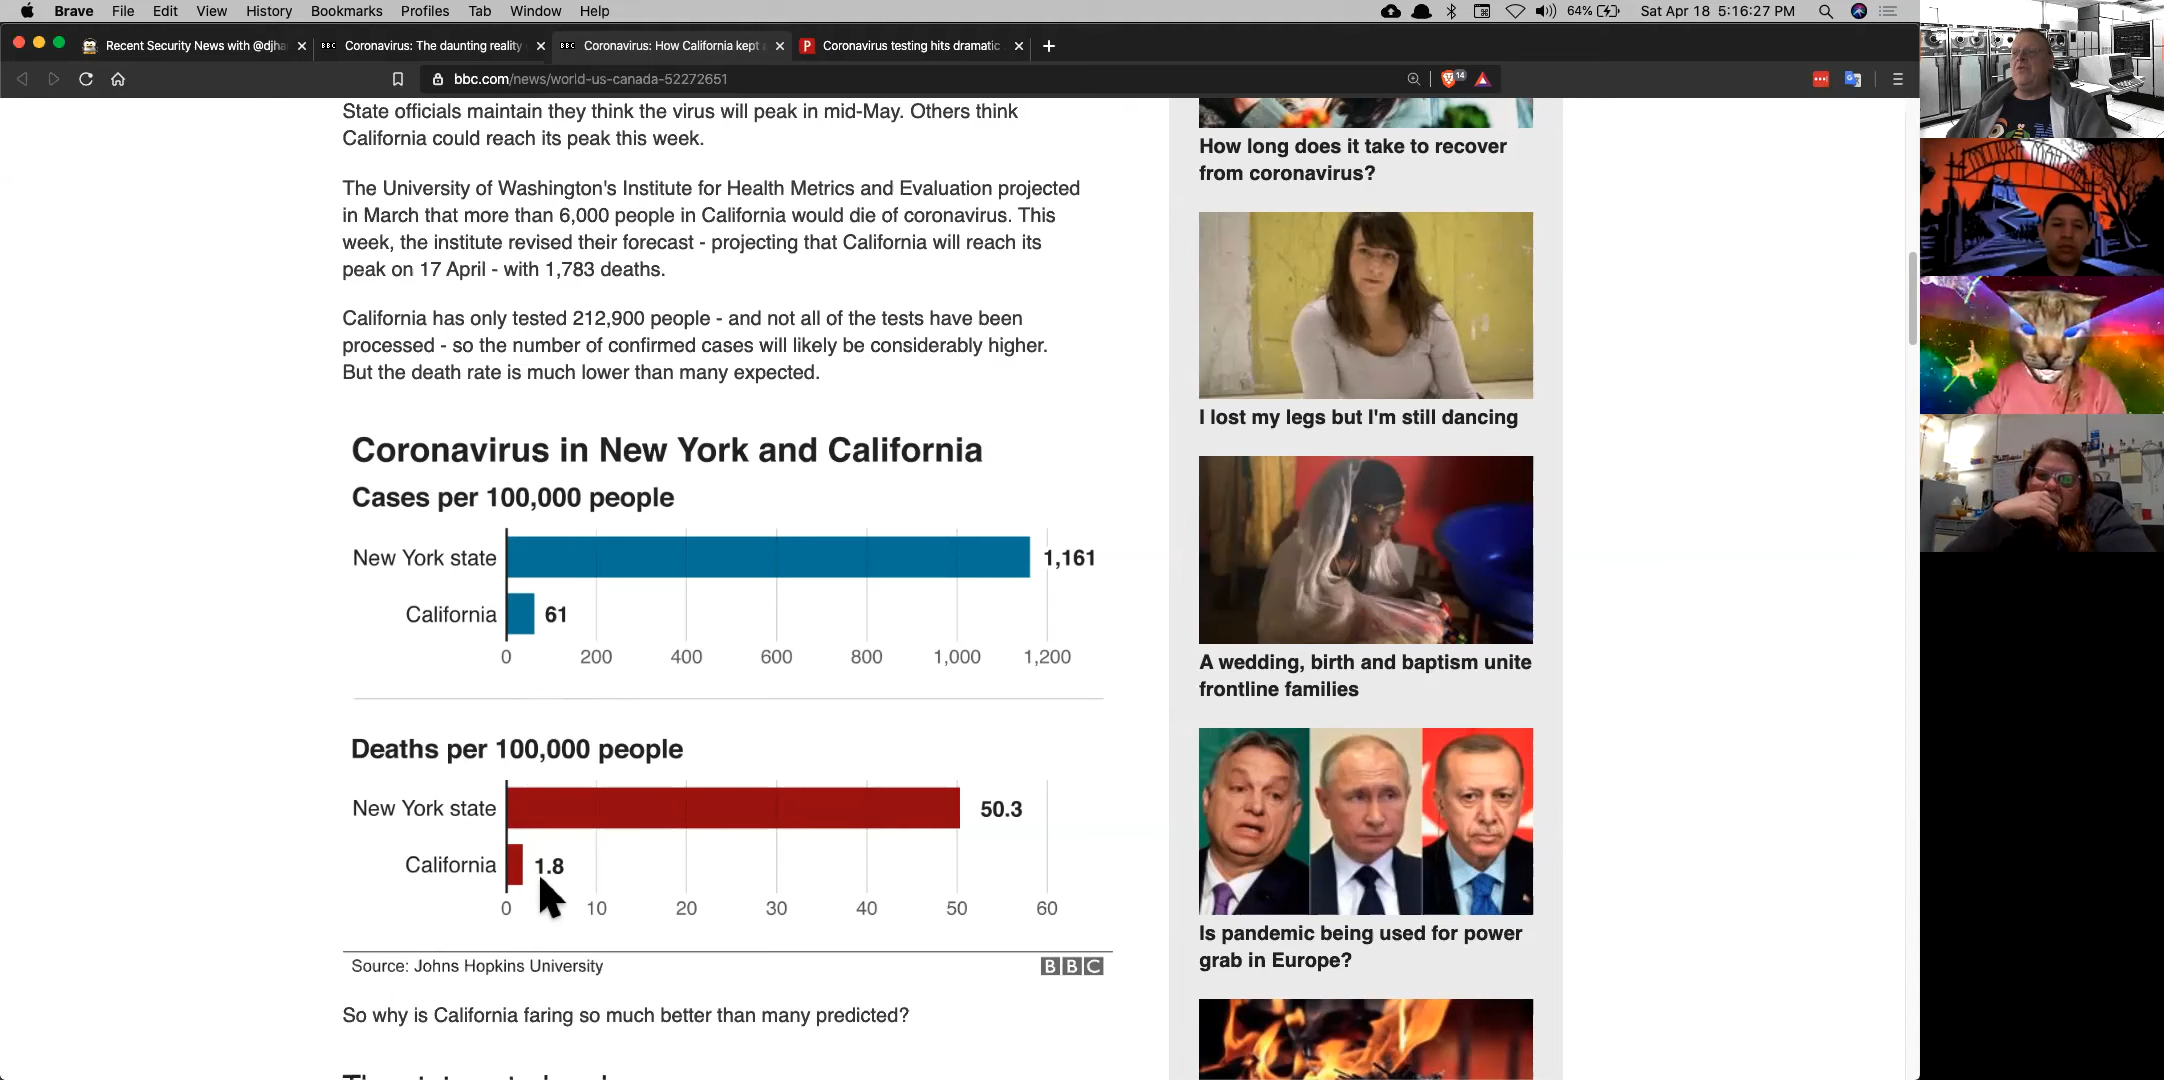 Brave File Edit View History Bookmarks Profiles Tab Window Help 64% Sat Apr 18 5:16:27 PM
Recent Security News with @djha Coronavirus: The daunting reality Coronavirus: How California kept Coronavirus testing hits dramatic
bbc.com/news/world-us-canada-52272651 14
State officials maintain they think the virus will peak in mid-May. Others think
California could reach its peak this week.
The University of Washington's Institute for Health Metrics and Evaluation projected
in March that more than 6,000 people in California would die of coronavirus. This
week, the institute revised their forecast - projecting that California will reach its
peak on 17 April - with 1,783 deaths.
California has only tested 212,900 people - and not all of the tests have been
processed - so the number of confirmed cases will likely be considerably higher.
But the death rate is much lower than many expected.
Coronavirus in New York and California
Cases per 100,000 people
New York state 1,161
California 61
0 200 400 600 800 1,000 1,200
Deaths per 100,000 people
New York state 50.3
California 1.8
0 10 20 30 40 50 60
Source: Johns Hopkins University BBC
So why is California faring so much better than many predicted?
How long does it take to recover
from coronavirus?
I lost my legs but I'm still dancing
A wedding, birth and baptism unite
frontline families
Is pandemic being used for power
grab in Europe?